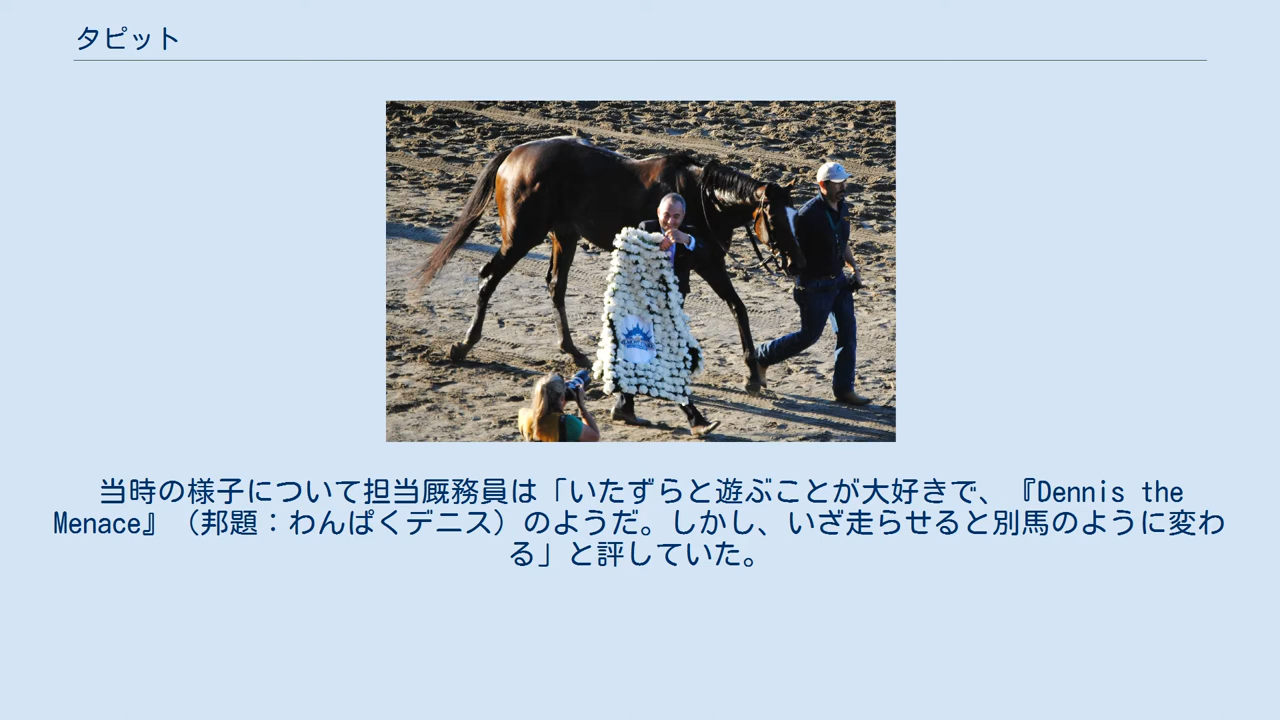 タピット
当時の様子について担当厩務員は「いたずらと遊ぶことが大好きで、『Dennis the
Menace』（邦題：わんぱくデニス）のようだ。しかし、いざ走らせると別馬のように変わ
る」と評していた。